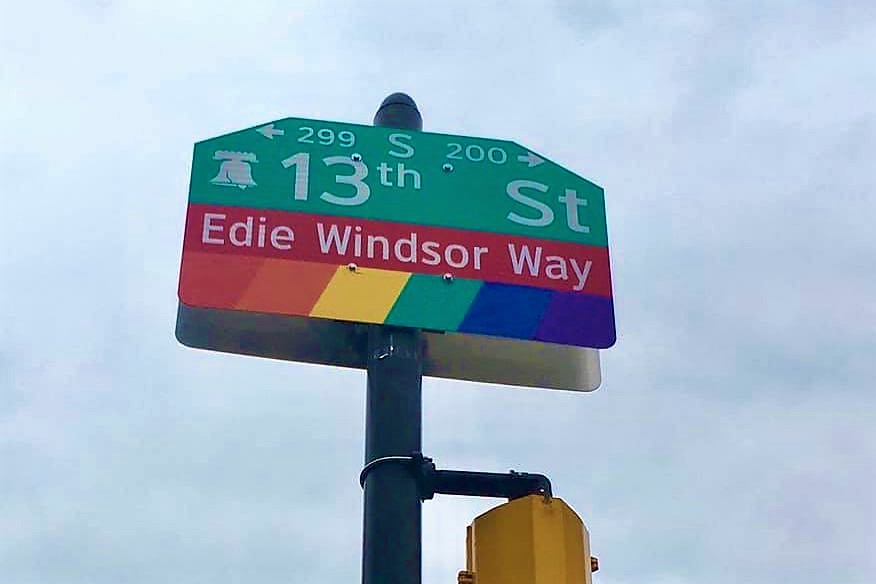 ← 299 S 200 →
13th St
Edie Windsor Way